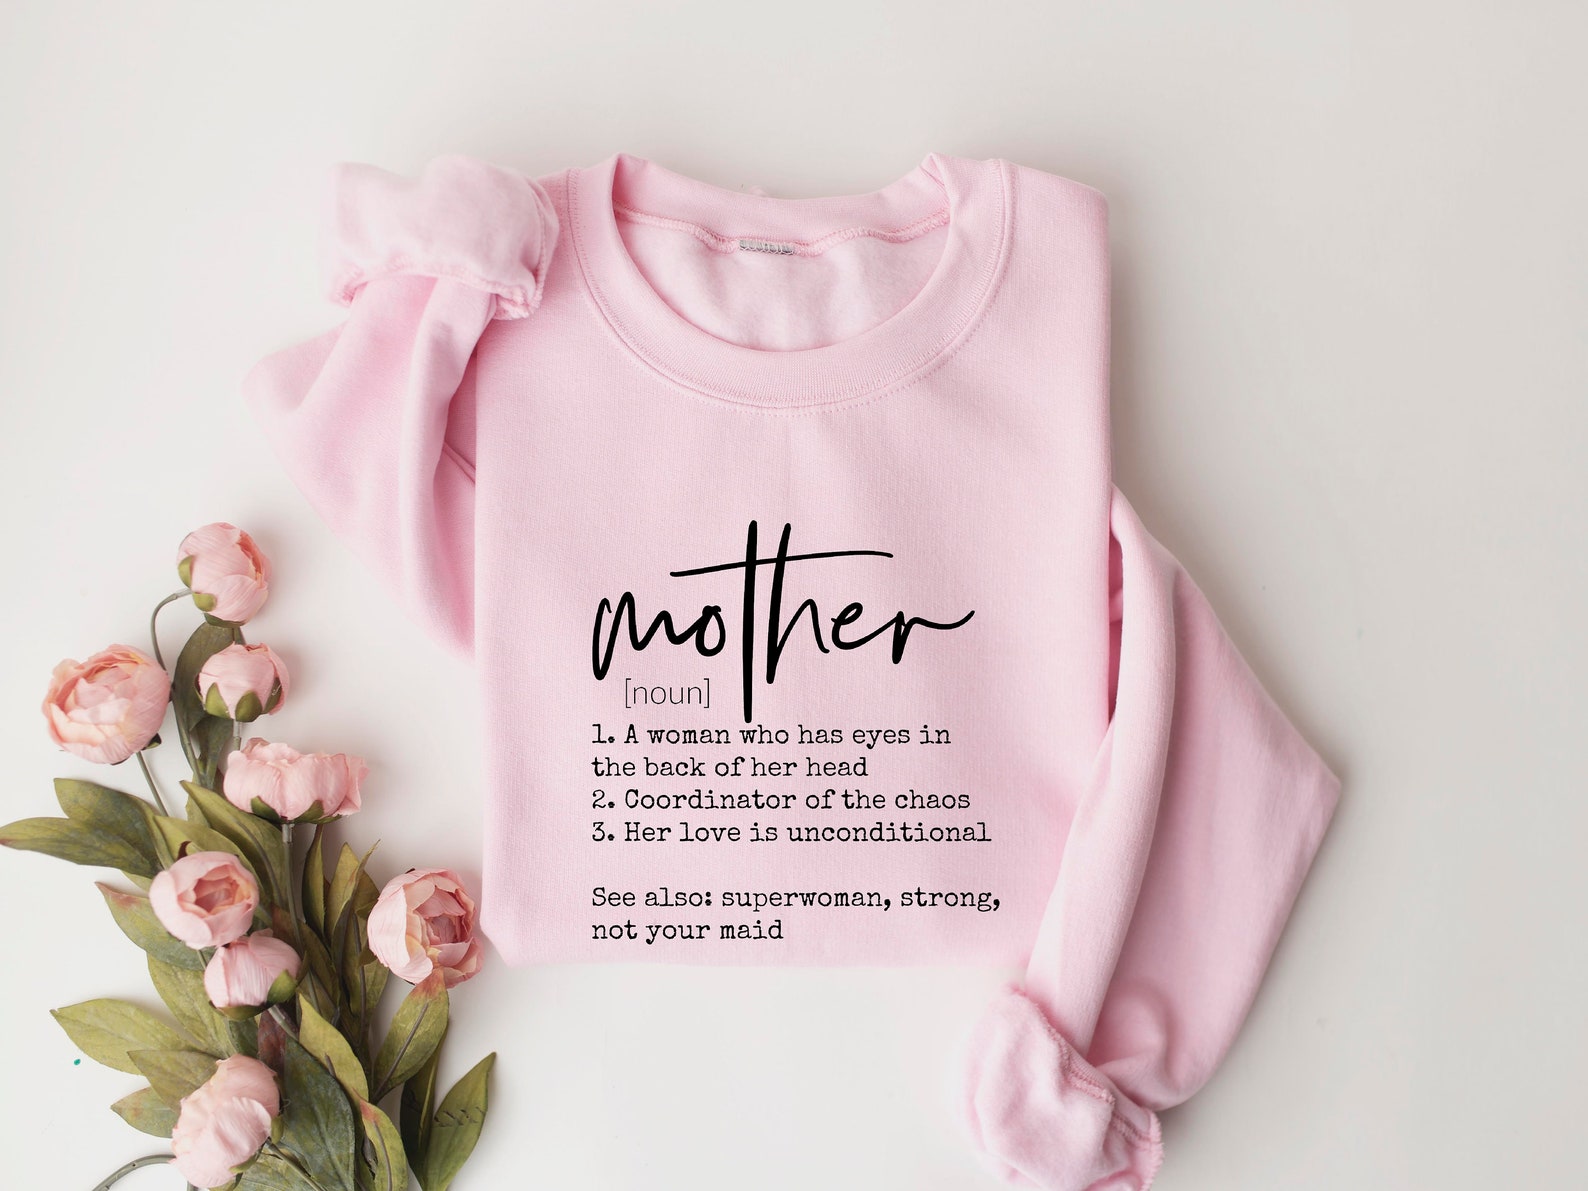 mother
[noun]
1. A woman who has eyes in
the back of her head
2. Coordinator of the chaos
3. Her love is unconditional
See also: superwoman, strong,
not your maid